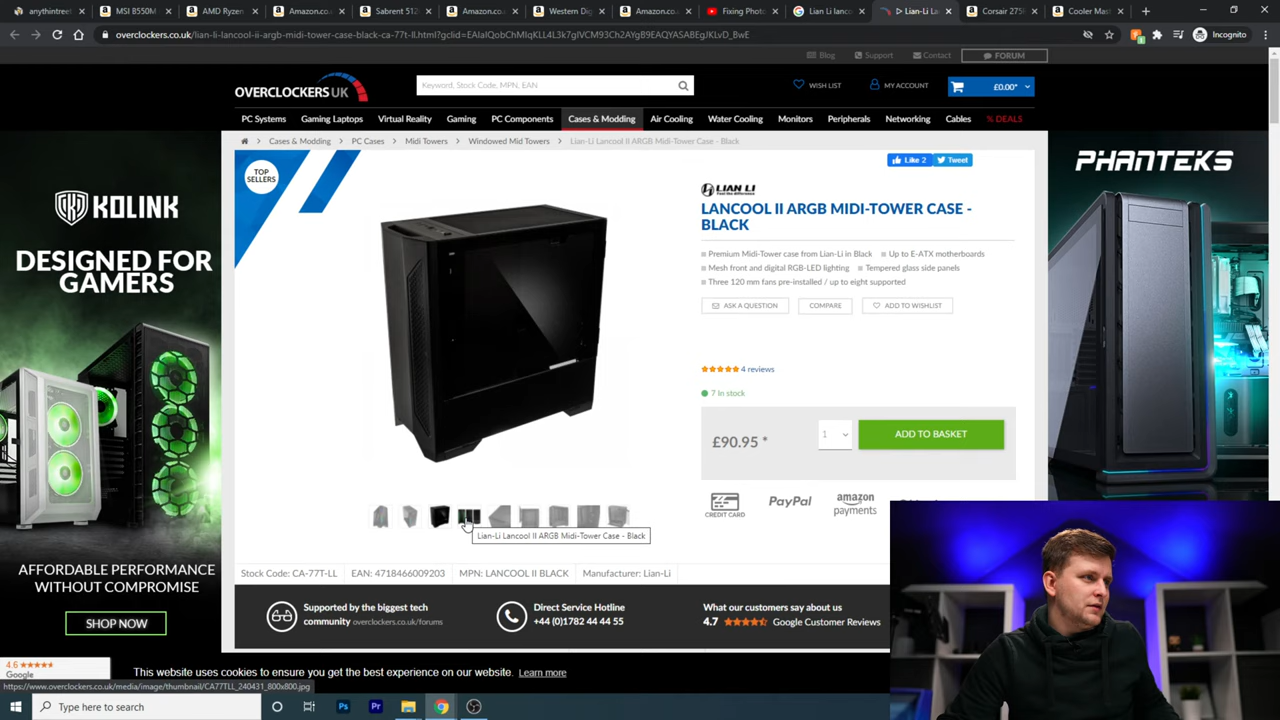 anythintreet
MSI B550M
AMD Ryzen
Amazon.co
Sabrent 512
Amazon.co
Western Dig
Amazon.co
Fixing Photo
Lian Li lanco
Lian-Li La
Corsair 275
Cooler Mast
overclockers.co.uk/lian-li-lancool-ii-argb-midi-tower-case-black-ca-77t-ll.html?gclid=EAIaIQobChMIqKLL4L3k7gIVCM93Ch2AYgB9EAQYASABEgJLvD_BwE
Incognito
Blog
Support
Contact
FORUM
OVERCLOCKERSUK
Keyword, Stock Code, MPN, EAN
WISH LIST
MY ACCOUNT
£0.00*
PC Systems
Gaming Laptops
Virtual Reality
Gaming
PC Components
Cases & Modding
Air Cooling
Water Cooling
Monitors
Peripherals
Networking
Cables
% DEALS
Cases & Modding
PC Cases
Midi Towers
Windowed Mid Towers
Lian-Li Lancool II ARGB Midi-Tower Case - Black
Like 2
Tweet
TOP
SELLERS
LIAN LI
LANCOOL II ARGB MIDI-TOWER CASE -
BLACK
Premium Midi-Tower case from Lian-Li in Black
Up to E-ATX motherboards
Mesh front and digital RGB-LED lighting
Tempered glass side panels
Three 120 mm fans pre-installed / up to eight supported
ASK A QUESTION
COMPARE
ADD TO WISHLIST
4 reviews
7 In stock
£90.95 *
1
ADD TO BASKET
CREDIT CARD
PayPal
amazon
payments
Lian-Li Lancool II ARGB Midi-Tower Case - Black
Stock Code: CA-77T-LL
EAN: 4718466009203
MPN: LANCOOL II BLACK
Manufacturer: Lian-Li
Supported by the biggest tech
community overclockers.co.uk/forums
Direct Service Hotline
+44 (0)1782 44 44 55
What our customers say about us
4.7
Google Customer Reviews
KOLINK
DESIGNED FOR
GAMERS
AFFORDABLE PERFORMANCE
WITHOUT COMPROMISE
SHOP NOW
PHANTEKS
4.6
Google
This website uses cookies to ensure you get the best experience on our website.
Learn more
https://www.overclockers.co.uk/media/image/thumbnail/CA77TLL_240431_800x800.jpg
Type here to search
Ps
Pr